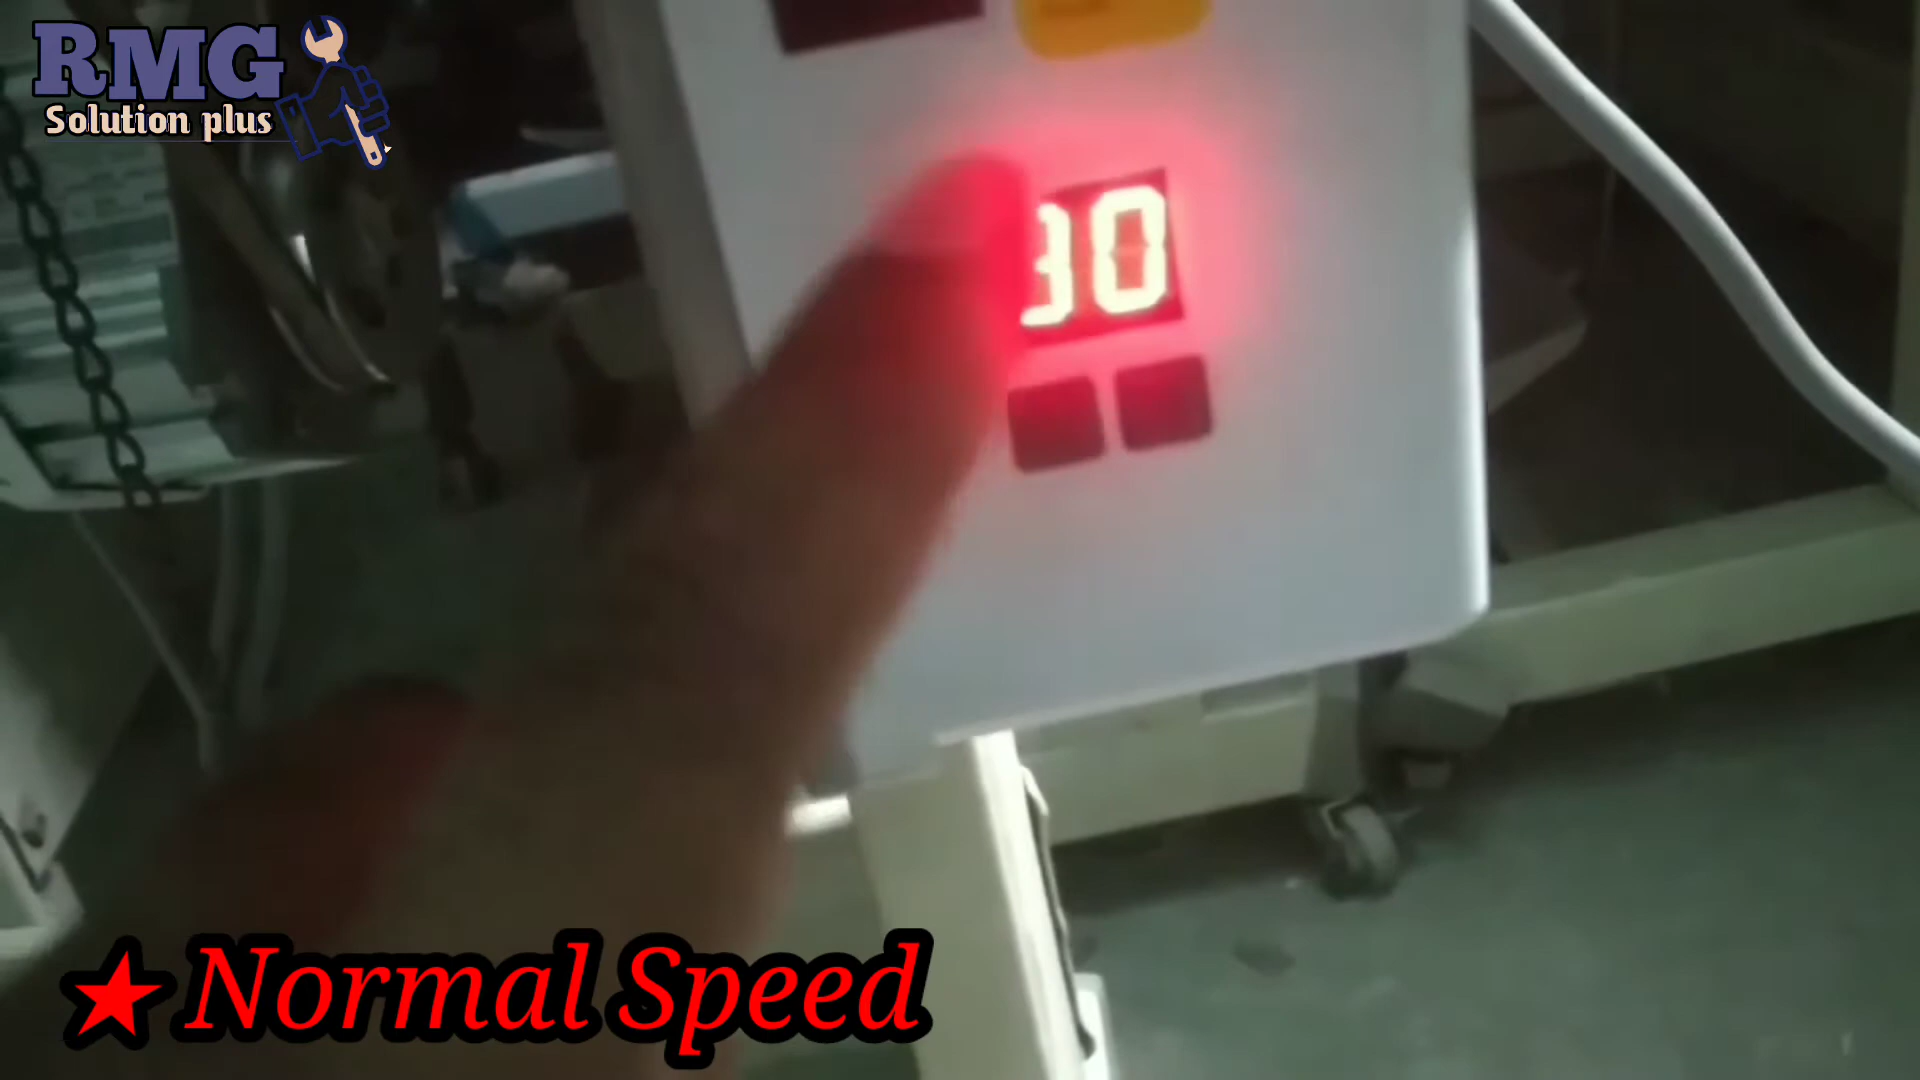 RMG
Solution plus
30
★ Normal Speed